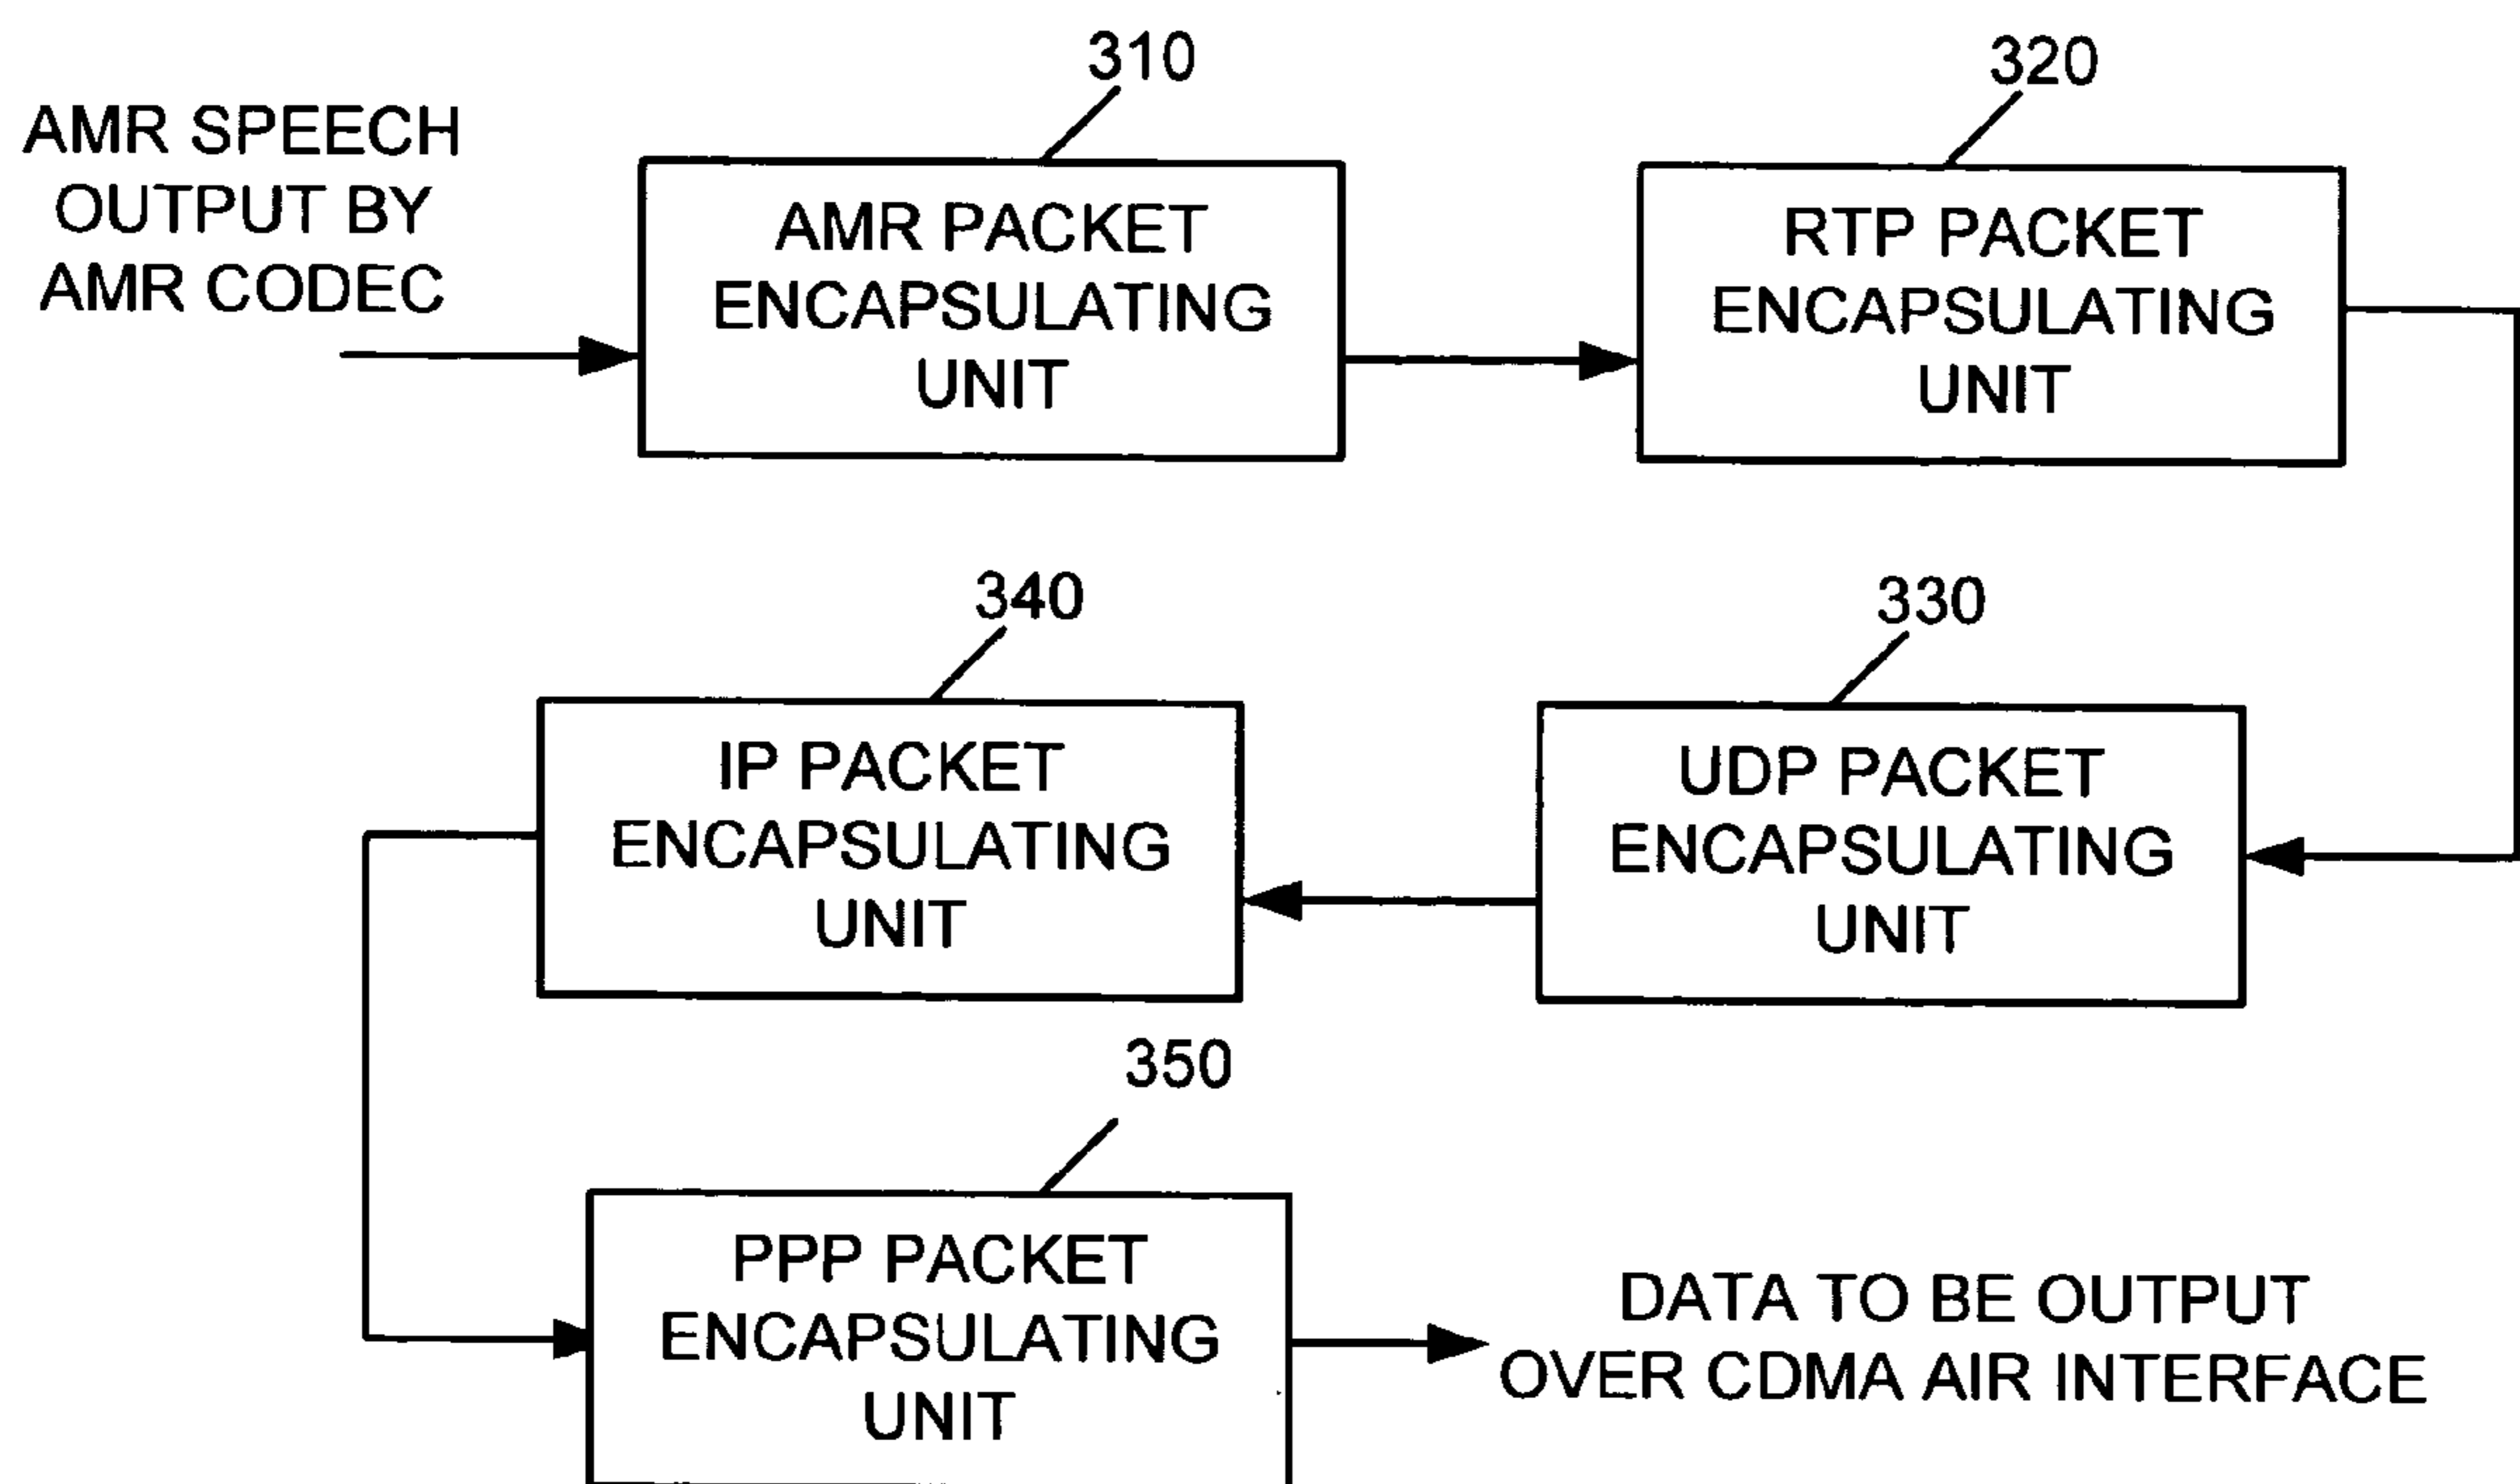 310
320
AMR SPEECH
OUTPUT BY
AMR CODEC
AMR PACKET
ENCAPSULATING
UNIT
RTP PACKET
ENCAPSULATING
UNIT
340
330
IP PACKET
ENCAPSULATING
UNIT
UDP PACKET
ENCAPSULATING
UNIT
350
PPP PACKET
ENCAPSULATING
UNIT
DATA TO BE OUTPUT
OVER CDMA AIR INTERFACE